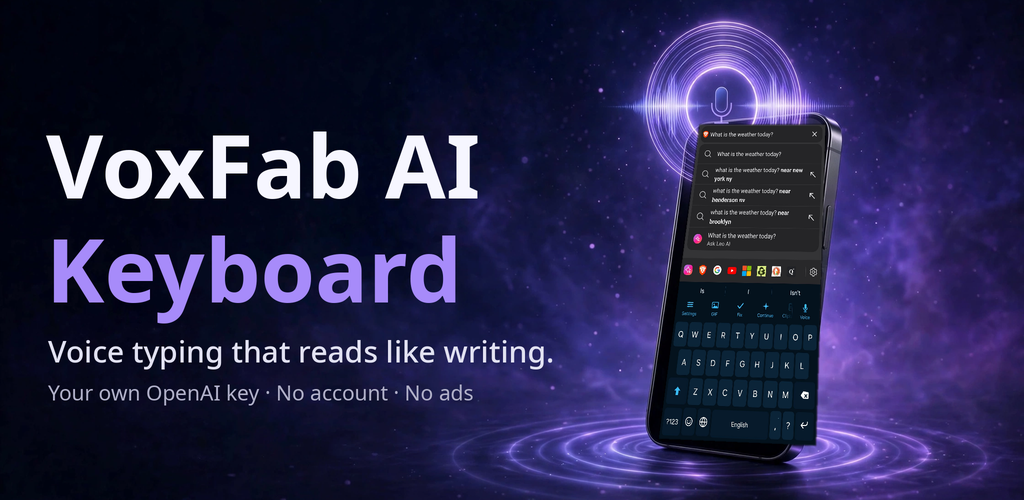 VoxFab AI
Keyboard
Voice typing that reads like writing.
Your own OpenAI key · No account · No ads
What is the weather today?
What is the weather today?
what is the weather today? near new
york ny
what is the weather today? near
henderson nv
what is the weather today? near
brooklyn
What is the weather today?
Ask Leo AI
Is I Isn't
Settings GIF Fix Continue Voice
Q W E R T Y U I O P
A S D F G H J K L
Z X C V B N M
?123 English , ?